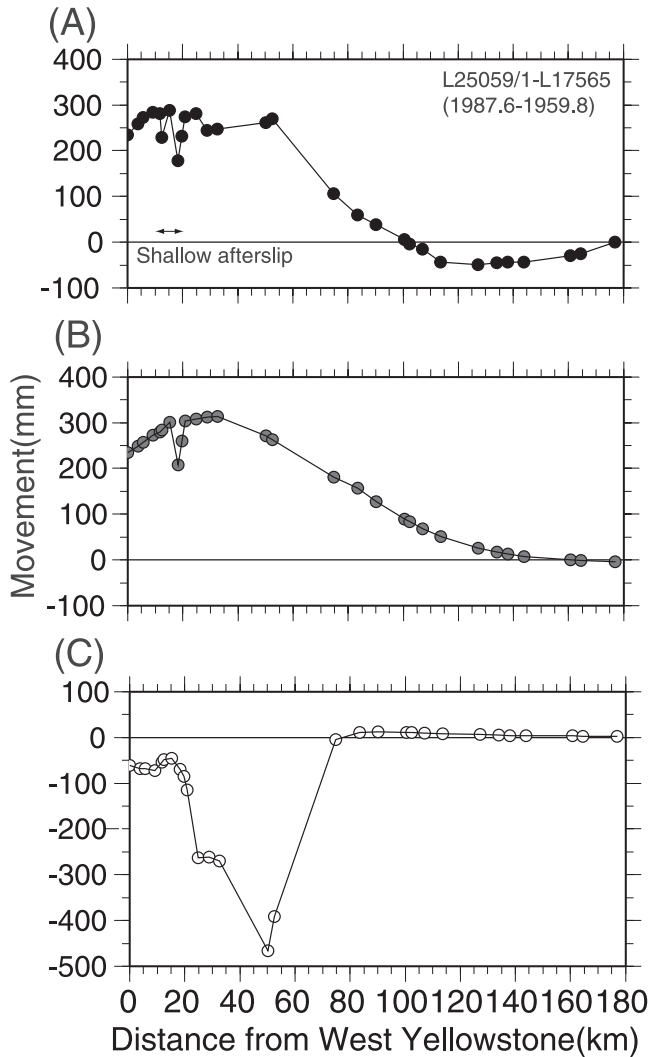 (A)
400
300
200
100
0
-100
L25059/1-L17565
(1987.6-1959.8)
Shallow afterslip
(B)
400
300
200
100
0
-100
Movement(mm)
(C)
100
0
-100
-200
-300
-400
-500
0 20 40 60 80 100 120 140 160 180
Distance from West Yellowstone(km)